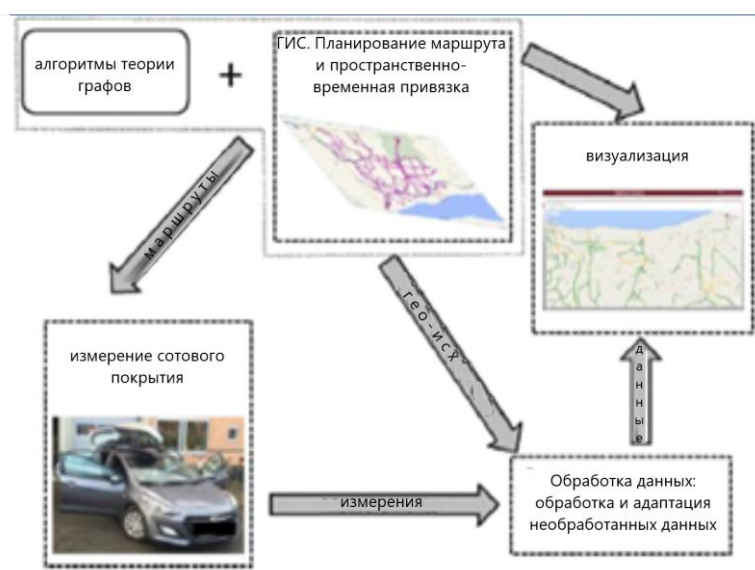 алгоритмы теории
графов
+
ГИС. Планирование маршрута
и пространственно-
временная привязка
визуализация
маршруты
гео-исх
измерение сотового
покрытия
данные
измерения
Обработка данных:
обработка и адаптация
необработанных данных